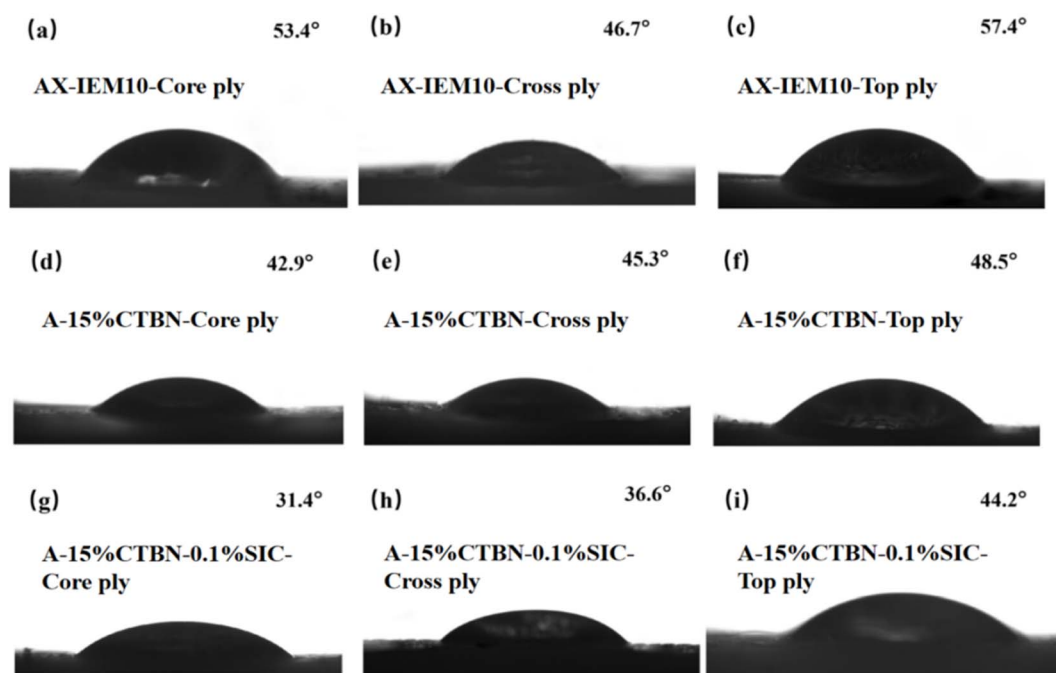 (a) 53.4°
AX-IEM10-Core ply
(b) 46.7°
AX-IEM10-Cross ply
(c) 57.4°
AX-IEM10-Top ply
(d) 42.9°
A-15%CTBN-Core ply
(e) 45.3°
A-15%CTBN-Cross ply
(f) 48.5°
A-15%CTBN-Top ply
(g) 31.4°
A-15%CTBN-0.1%SIC-
Core ply
(h) 36.6°
A-15%CTBN-0.1%SIC-
Cross ply
(i) 44.2°
A-15%CTBN-0.1%SIC-
Top ply